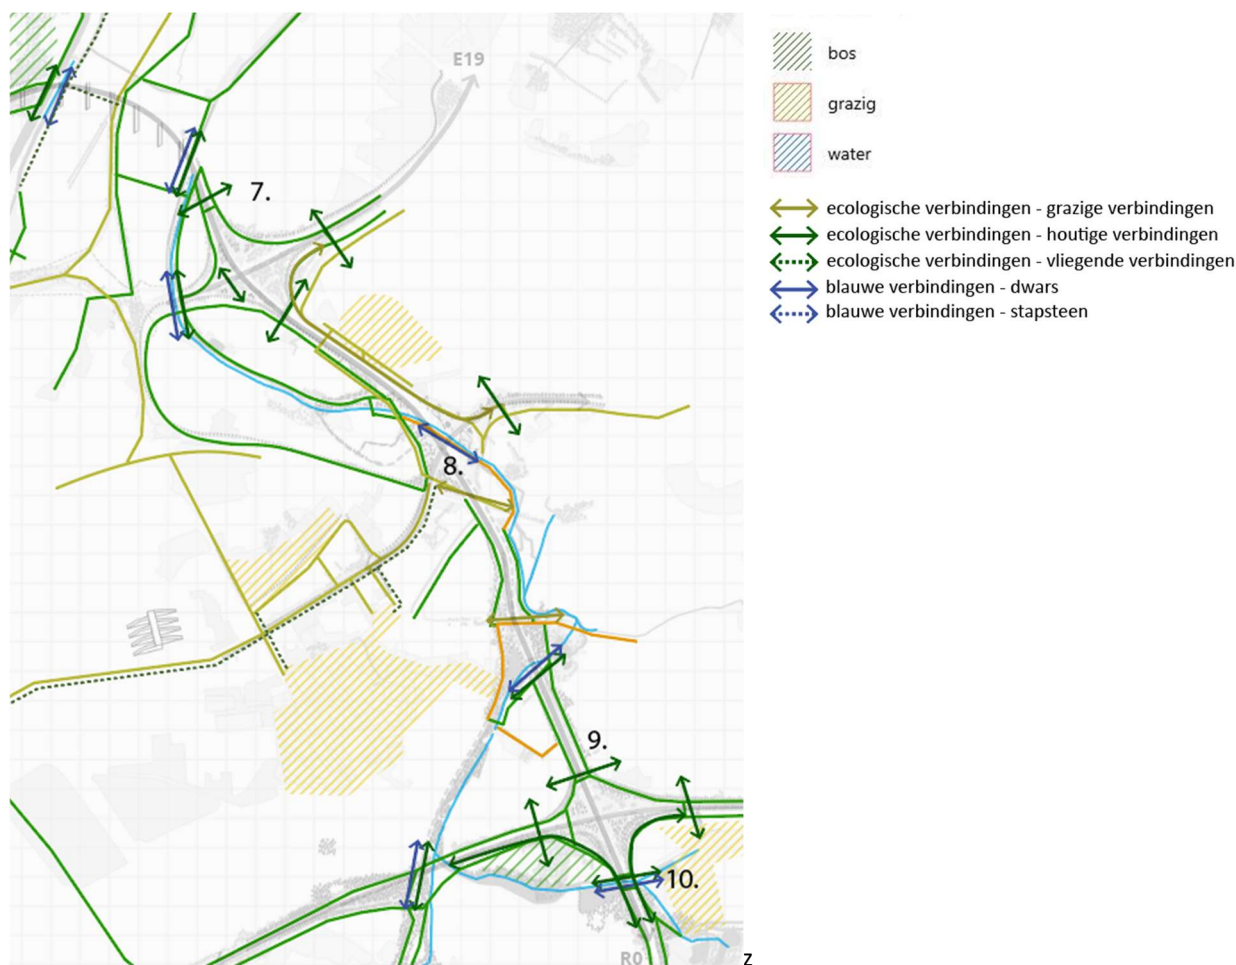 E19
7.
8.
9.
10.
R0
z
bos
grazig
water
ecologische verbindingen - grazige verbindingen
ecologische verbindingen - houtige verbindingen
ecologische verbindingen - vliegende verbindingen
blauwe verbindingen - dwars
blauwe verbindingen - stapsteen